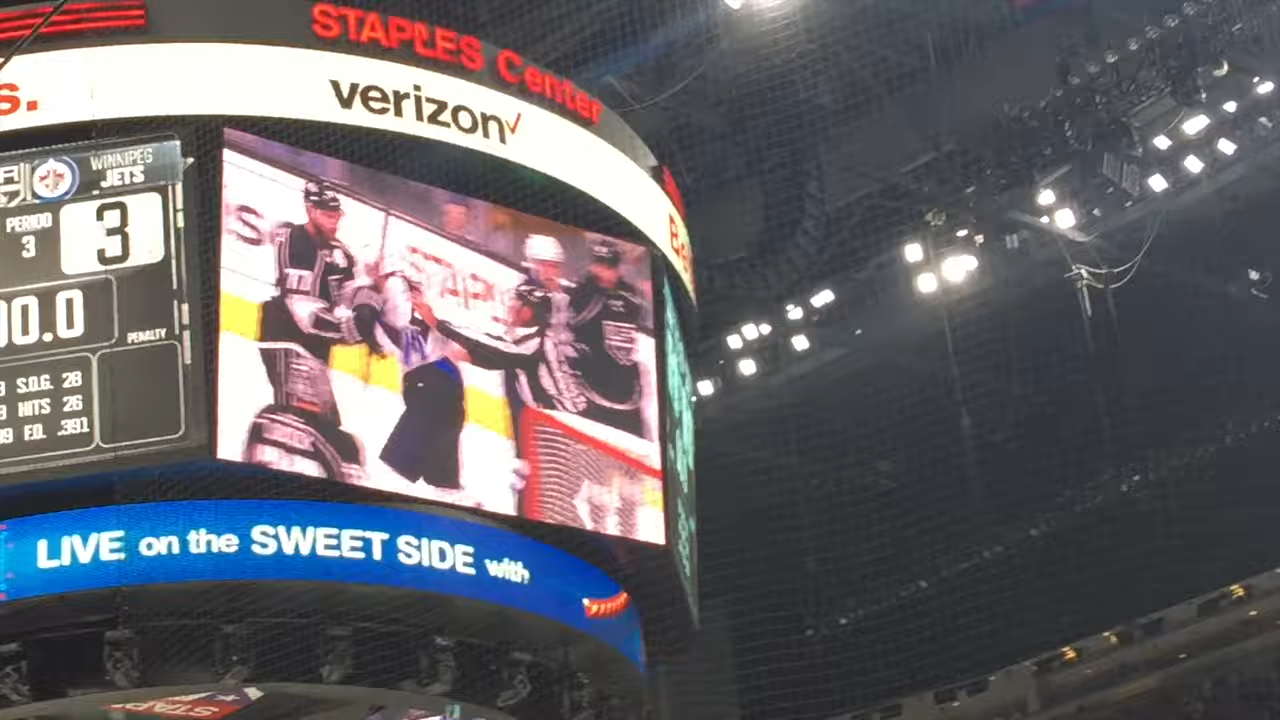 STAPLES Center
s.
verizon
WINNIPEG
JETS
PERIOD
3
3
00.0
PENALTY
S.O.G. 28
HITS 26
F.O. .391
LIVE on the SWEET SIDE with
STAP